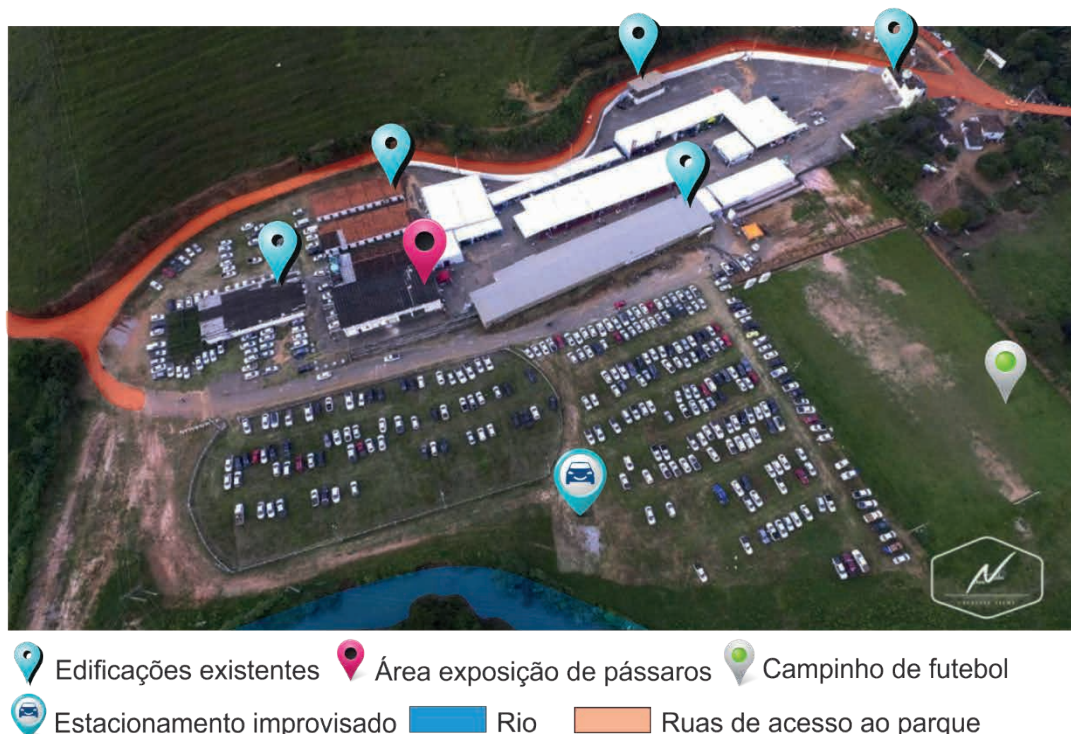 Edificações existentes Área exposição de pássaros Campinho de futebol
Estacionamento improvisado Rio Ruas de acesso ao parque